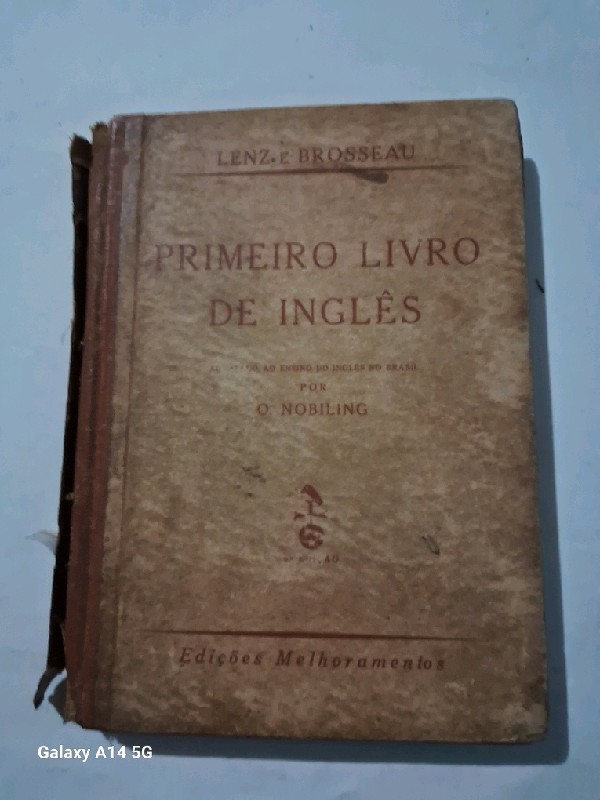 LENZ E BROSSEAU
PRIMEIRO LIVRO
DE INGLÊS
AO ENSINO DO INGLÊS NO BRASIL
POR
O. NOBILING
Edições Melhoramentos
Galaxy A14 5G